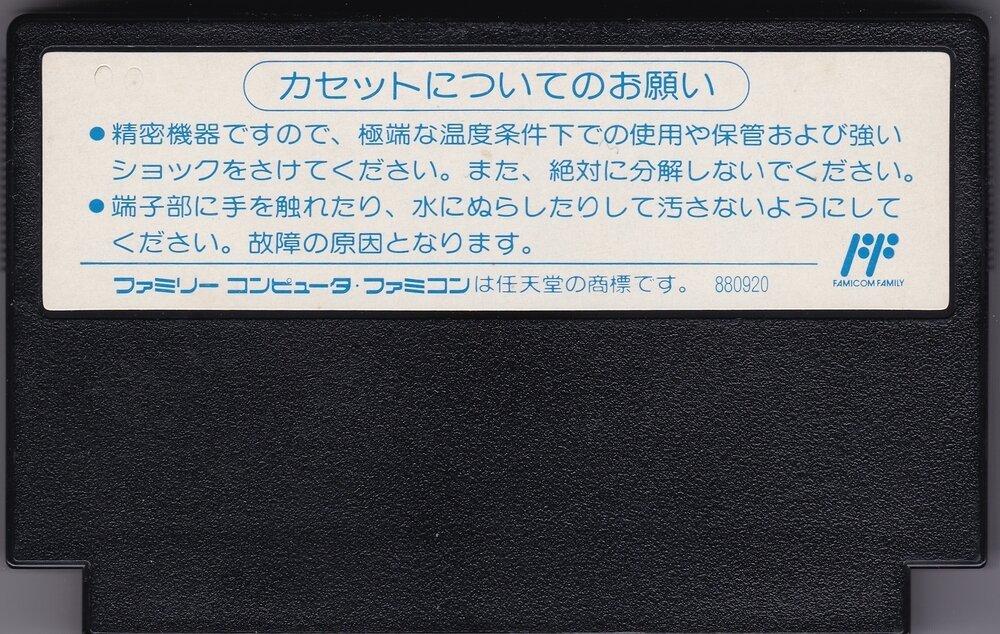 カセットについてのお願い
●精密機器ですので、極端な温度条件下での使用や保管および強い
ショックをさけてください。また、絶対に分解しないでください。
●端子部に手を触れたり、水にぬらしたりして汚さないようにして
ください。故障の原因となります。
ファミリー コンピュータ・ファミコンは任天堂の商標です。 880920
FF
FAMICOM FAMILY